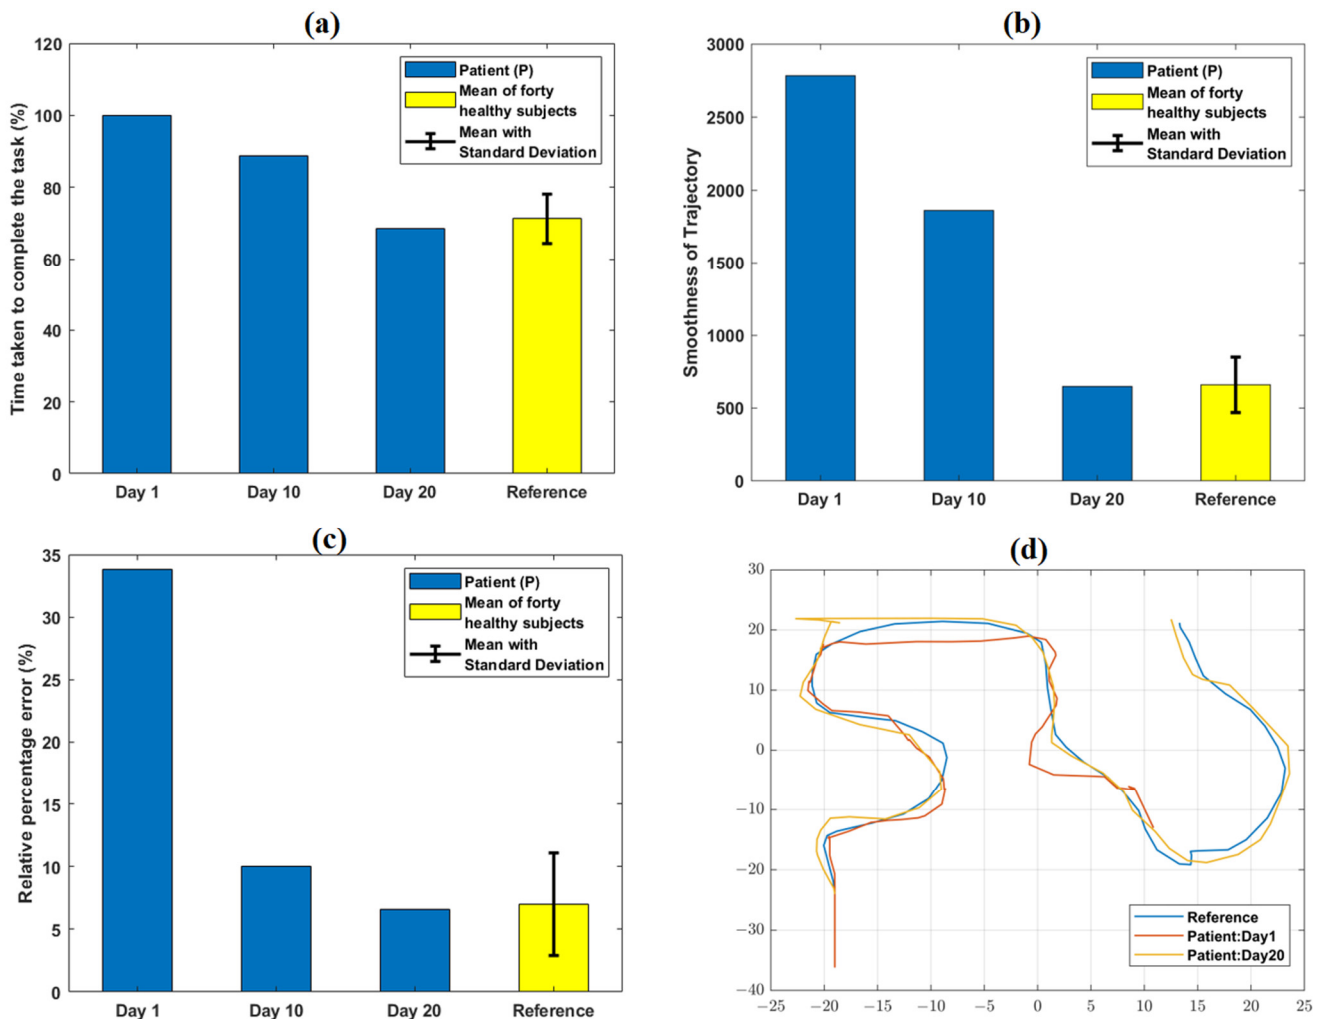 (a)
120
100
80
60
40
20
0
Time taken to complete the task (%)
Patient (P)
Mean of forty
healthy subjects
Mean with
Standard Deviation
Day 1
Day 10
Day 20
Reference
(b)
3000
2500
2000
1500
1000
500
0
Smoothness of Trajectory
Patient (P)
Mean of forty
healthy subjects
Mean with
Standard Deviation
Day 1
Day 10
Day 20
Reference
(c)
35
30
25
20
15
10
5
0
Relative percentage error (%)
Patient (P)
Mean of forty
healthy subjects
Mean with
Standard Deviation
Day 1
Day 10
Day 20
Reference
(d)
30
20
10
0
−10
−20
−30
−40
Reference
Patient:Day1
Patient:Day20
−25
−20
−15
−10
−5
0
5
10
15
20
25